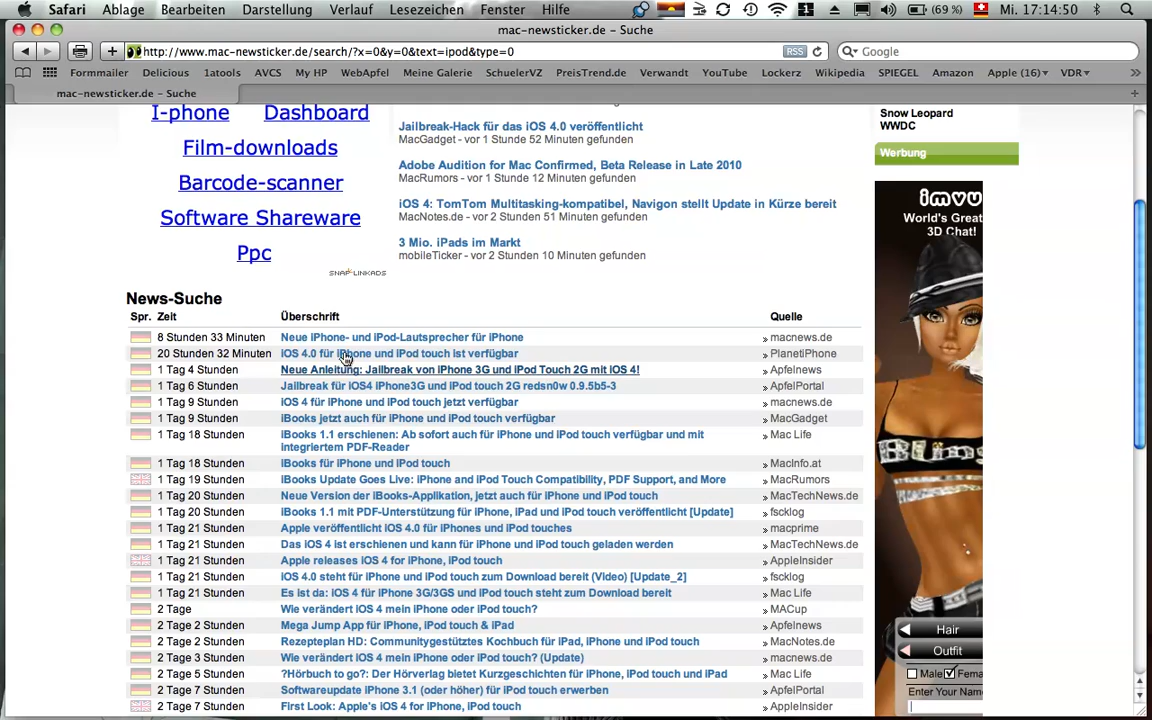 Safari Ablage Bearbeiten Darstellung Verlauf Lesezeichen Fenster Hilfe (69 %) Mi. 17:14:50
mac-newsticker.de – Suche
http://www.mac-newsticker.de/search/?x=0&y=0&text=ipod&type=0 RSS Google
Formmailer Delicious 1atools AVCS My HP WebApfel Meine Galerie SchuelerVZ PreisTrend.de Verwandt YouTube Lockerz Wikipedia SPIEGEL Amazon Apple (16) VDR
mac-newsticker.de – Suche
I-phone Dashboard
Film-downloads
Barcode-scanner
Software Shareware
Ppc
SNAP-LINKADS
Jailbreak-Hack für das iOS 4.0 veröffentlicht
MacGadget - vor 1 Stunde 52 Minuten gefunden
Adobe Audition for Mac Confirmed, Beta Release in Late 2010
MacRumors - vor 1 Stunde 12 Minuten gefunden
iOS 4: TomTom Multitasking-kompatibel, Navigon stellt Update in Kürze bereit
MacNotes.de - vor 2 Stunden 51 Minuten gefunden
3 Mio. iPads im Markt
mobileTicker - vor 2 Stunden 10 Minuten gefunden
Snow Leopard
WWDC
Werbung
imvu
World's Great
3D Chat!
News-Suche
Spr. Zeit Überschrift Quelle
8 Stunden 33 Minuten Neue iPhone- und iPod-Lautsprecher für iPhone » macnews.de
20 Stunden 32 Minuten iOS 4.0 für iPhone und iPod touch ist verfügbar » PlanetiPhone
1 Tag 4 Stunden Neue Anleitung: Jailbreak von iPhone 3G und iPod Touch 2G mit iOS 4! » Apfelnews
1 Tag 6 Stunden Jailbreak für iOS4 iPhone3G und iPod touch 2G redsn0w 0.9.5b5-3 » ApfelPortal
1 Tag 9 Stunden iOS 4 für iPhone und iPod touch jetzt verfügbar » macnews.de
1 Tag 9 Stunden iBooks jetzt auch für iPhone und iPod touch verfügbar » MacGadget
1 Tag 18 Stunden iBooks 1.1 erschienen: Ab sofort auch für iPhone und iPod touch verfügbar und mit » Mac Life
integriertem PDF-Reader
1 Tag 18 Stunden iBooks für iPhone und iPod touch » MacInfo.at
1 Tag 19 Stunden iBooks Update Goes Live: iPhone and iPod Touch Compatibility, PDF Support, and More » MacRumors
1 Tag 20 Stunden Neue Version der iBooks-Applikation, jetzt auch für iPhone und iPod touch » MacTechNews.de
1 Tag 20 Stunden iBooks 1.1 mit PDF-Unterstützung für iPhone, iPad und iPod touch veröffentlicht [Update] » fscklog
1 Tag 21 Stunden Apple veröffentlicht iOS 4.0 für iPhones und iPod touches » macprime
1 Tag 21 Stunden Das iOS 4 ist erschienen und kann für iPhone und iPod touch geladen werden » MacTechNews.de
1 Tag 21 Stunden Apple releases iOS 4 for iPhone, iPod touch » AppleInsider
1 Tag 21 Stunden iOS 4.0 steht für iPhone und iPod touch zum Download bereit (Video) [Update_2] » fscklog
1 Tag 21 Stunden Es ist da: iOS 4 für iPhone 3G/3GS und iPod touch steht zum Download bereit » Mac Life
2 Tage Wie verändert iOS 4 mein iPhone oder iPod touch? » MACup
2 Tage 2 Stunden Mega Jump App für iPhone, iPod touch & iPad » Apfelnews
2 Tage 2 Stunden Rezepteplan HD: Communitygestütztes Kochbuch für iPad, iPhone und iPod touch » MacNotes.de
2 Tage 3 Stunden Wie verändert iOS 4 mein iPhone oder iPod touch? (Update) » macnews.de
2 Tage 5 Stunden ?Hörbuch to go?: Der Hörverlag bietet Kurzgeschichten für iPhone, iPod touch und iPad » Mac Life
2 Tage 7 Stunden Softwareupdate iPhone 3.1 (oder höher) für iPod touch erwerben » ApfelPortal
2 Tage 7 Stunden First Look: Apple's iOS 4 for iPhone, iPod touch » AppleInsider
Hair
Outfit
Male Fema
Enter Your Name